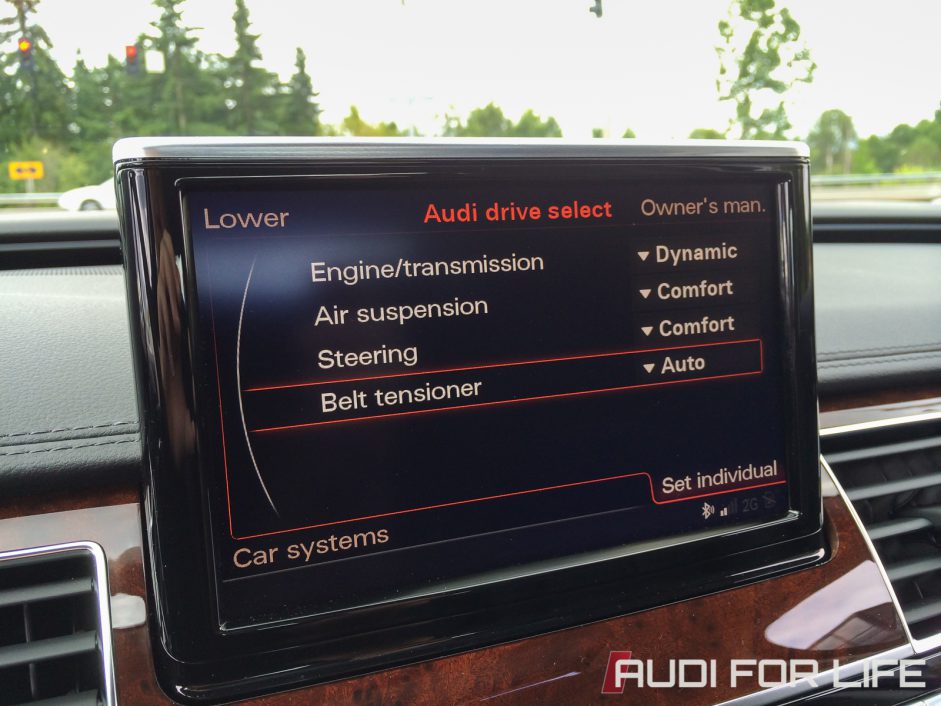 Lower Audi drive select Owner's man.
Engine/transmission ▼ Dynamic
Air suspension ▼ Comfort
Steering ▼ Comfort
Belt tensioner ▼ Auto
Set individual
2G
Car systems
AUDI FOR LIFE